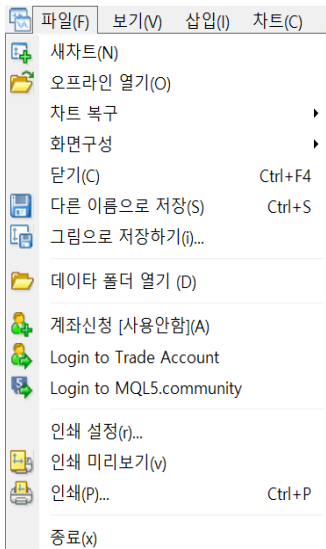 파일(F) 보기(V) 삽입(I) 차트(C)
새차트(N)
오프라인 열기(O)
차트 복구
화면구성
닫기(C) Ctrl+F4
다른 이름으로 저장(S) Ctrl+S
그림으로 저장하기(i)...
데이타 폴더 열기 (D)
계좌신청 [사용안함](A)
Login to Trade Account
Login to MQL5.community
인쇄 설정(r)...
인쇄 미리보기(v)
인쇄(P)... Ctrl+P
종료(x)